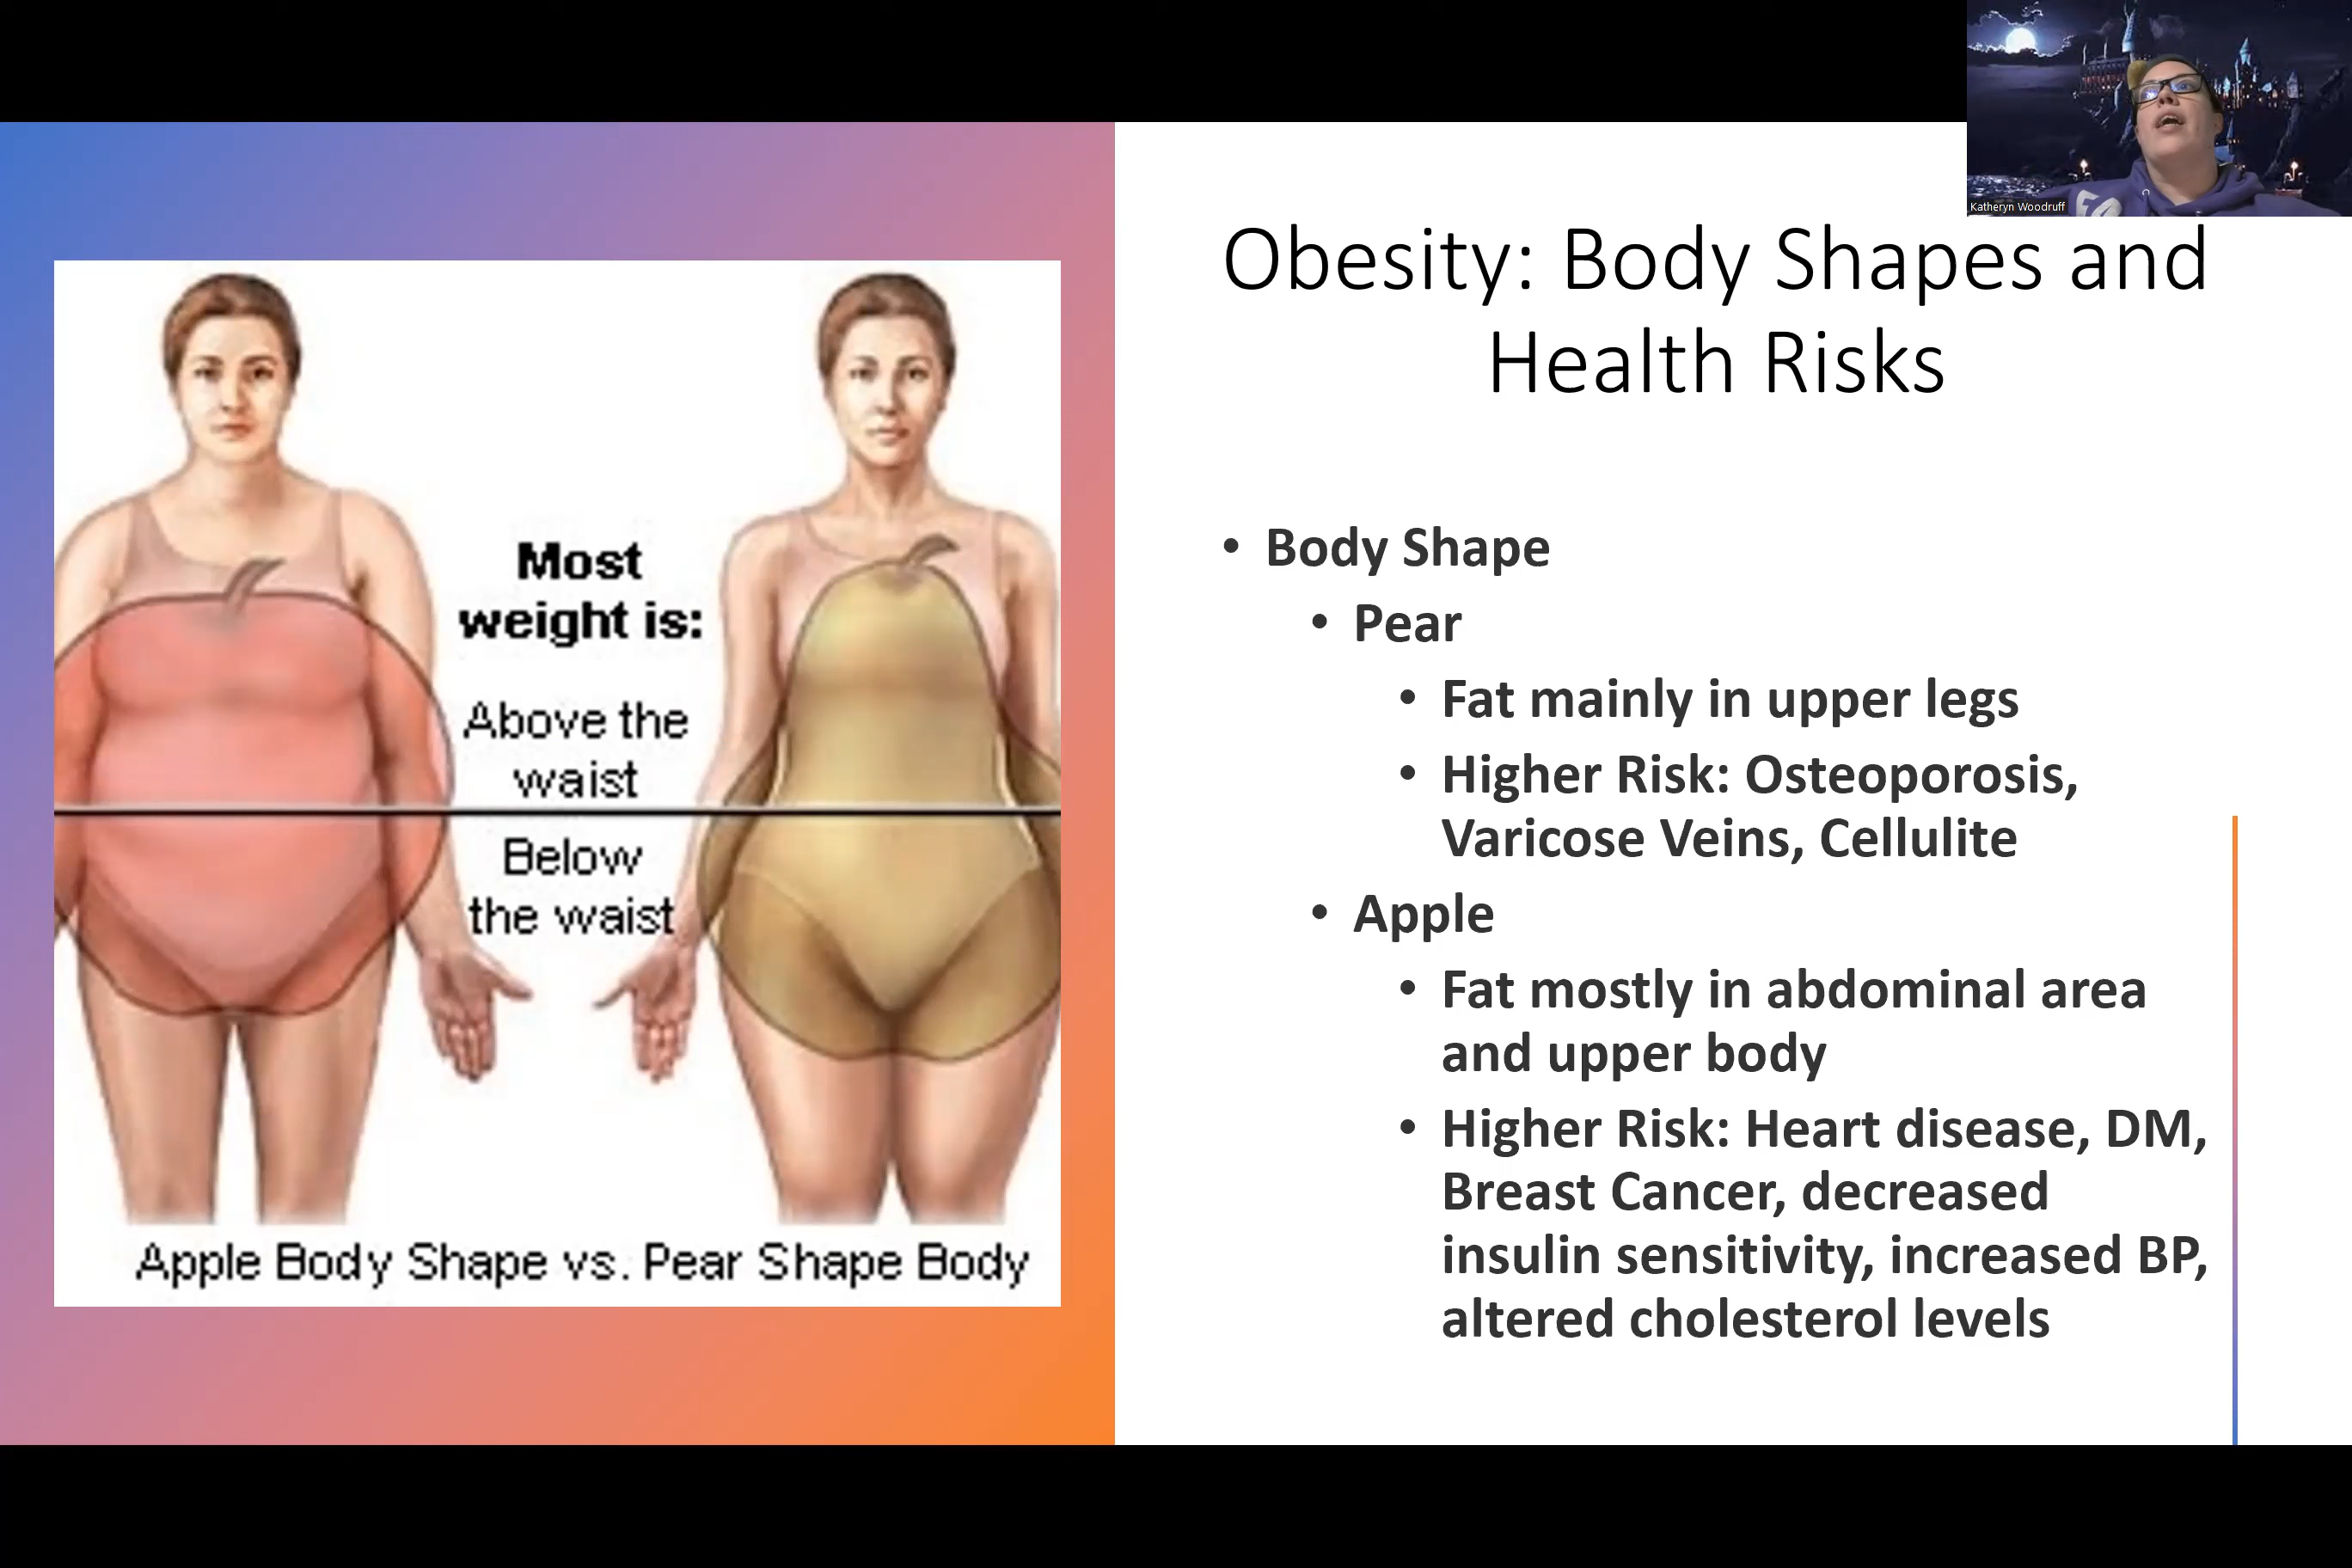 Katheryn Woodruff
Obesity: Body Shapes and
Health Risks
Most
weight is:
Above the
waist
Below
the waist
Apple Body Shape vs. Pear Shape Body
• Body Shape
• Pear
• Fat mainly in upper legs
• Higher Risk: Osteoporosis,
Varicose Veins, Cellulite
• Apple
• Fat mostly in abdominal area
and upper body
• Higher Risk: Heart disease, DM,
Breast Cancer, decreased
insulin sensitivity, increased BP,
altered cholesterol levels